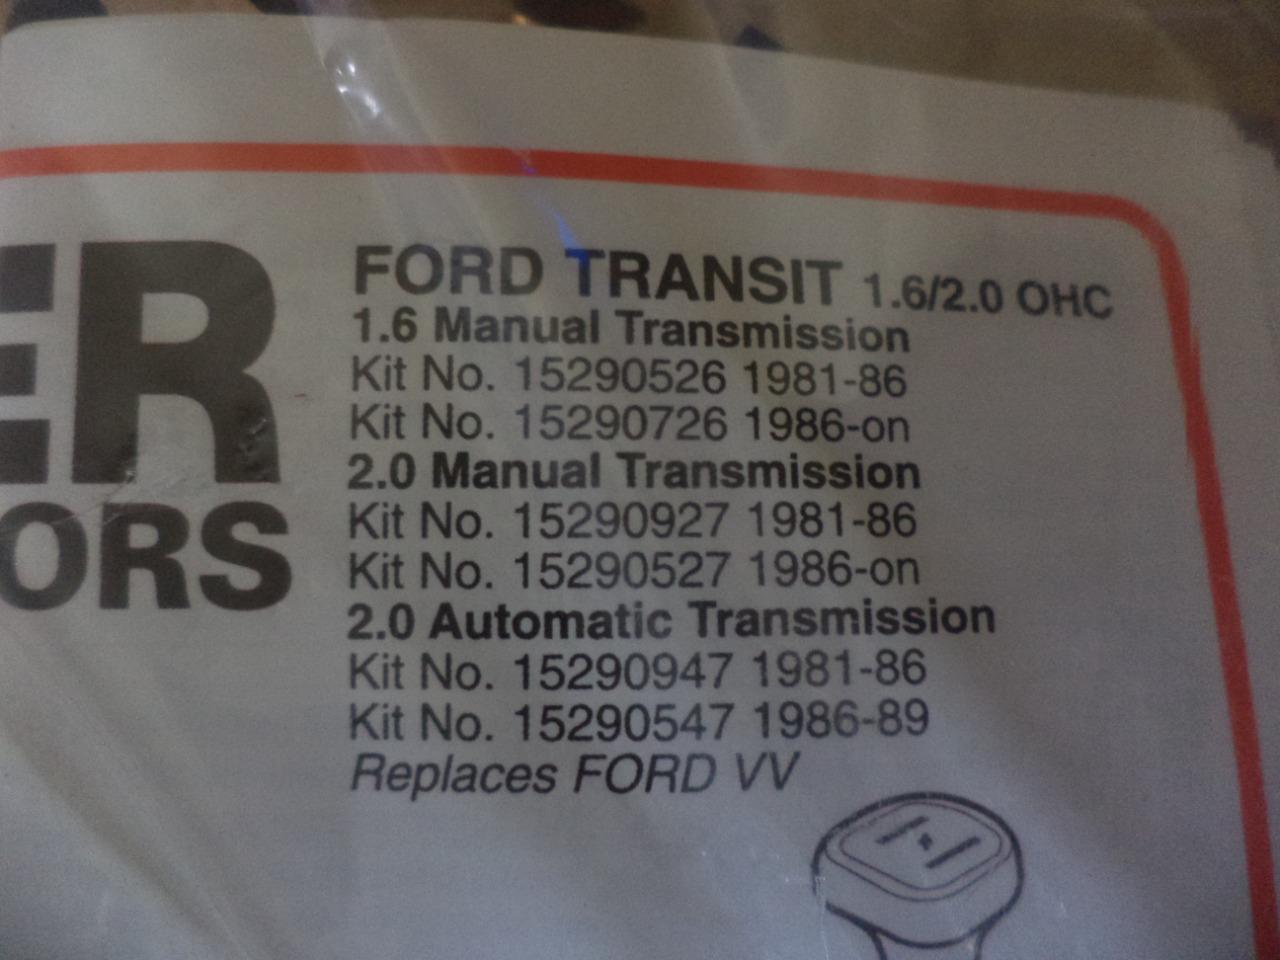 ER
ORS
FORD TRANSIT 1.6/2.0 OHC
1.6 Manual Transmission
Kit No. 15290526 1981-86
Kit No. 15290726 1986-on
2.0 Manual Transmission
Kit No. 15290927 1981-86
Kit No. 15290527 1986-on
2.0 Automatic Transmission
Kit No. 15290947 1981-86
Kit No. 15290547 1986-89
Replaces FORD VV